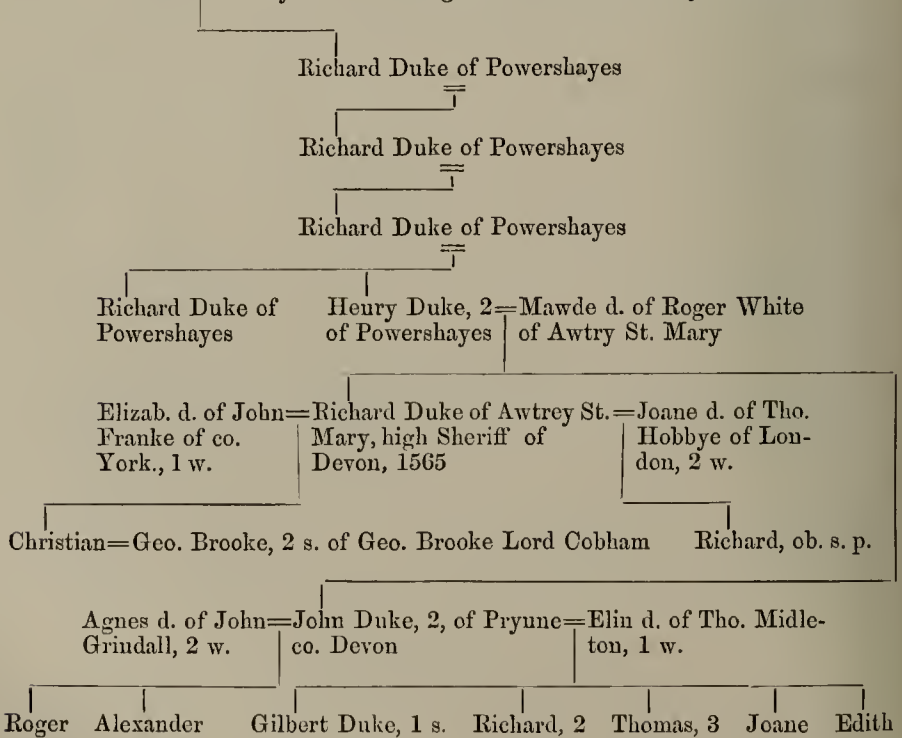 Richard Duke of Powershayes
Richard Duke of Powershayes
Richard Duke of Powershayes
Richard Duke of Powershayes
Henry Duke, 2=Mawde d. of Roger White
of Powershayes of Awtry St. Mary
Elizab. d. of John=Richard Duke of Awtrey St.=Joane d. of Tho.
Franke of co. York., 1 w.
Mary, high Sheriff of Devon, 1565
Hobbye of London, 2 w.
Christian=Geo. Brooke, 2 s. of Geo. Brooke Lord Cobham
Richard, ob. s. p.
Agnes d. of John=John Duke, 2, of Pryune=Elin d. of Tho. Midle-
Grindall, 2 w. co. Devon ton, 1 w.
Roger Alexander Gilbert Duke, 1 s. Richard, 2 Thomas, 3 Joane Edith